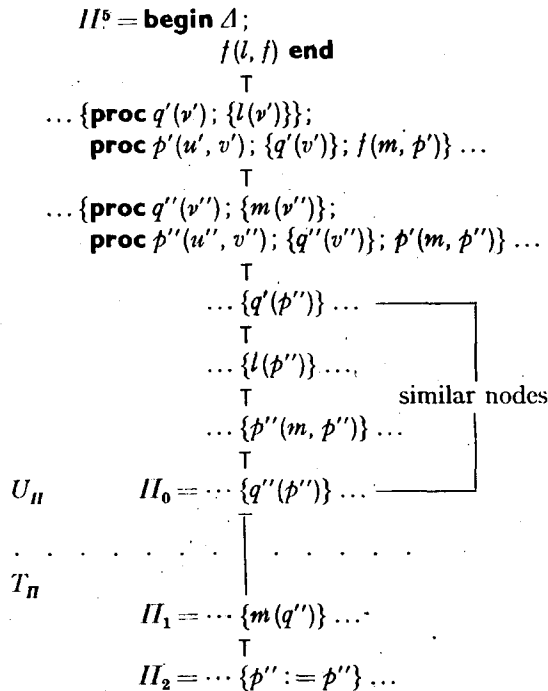 Π⁵ = begin Δ;
f(l, f) end
T
... {proc q′(ν′); {l(ν′)}};
proc p′(u′, v′); {q′(v′)}; f(m, p′)} ...
T
... {proc q″(ν″); {m(ν″)};
proc p″(u″, v″); {q″(v″)}; p′(m, p″)} ...
T
... {q′(p″)} ...
T
... {l(p″)} ...
T
similar nodes
... {p″(m, p″)} ...
T
U_Π Π₀ = ... {q″(p″)} ...
. . . . . . . . . . . . .
T_Π
Π₁ = ... {m(q″)} ...
T
Π₂ = ... {p″ := p″} ...